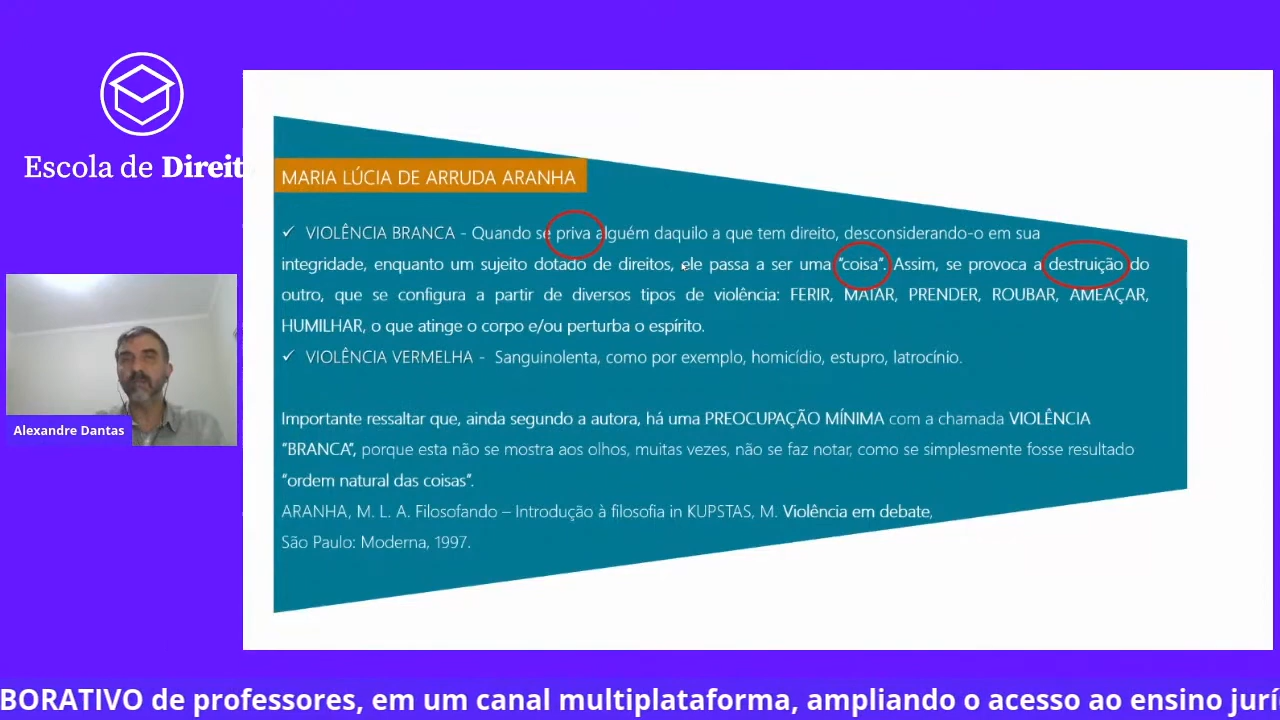 Escola de Direit
MARIA LÚCIA DE ARRUDA ARANHA
✓ VIOLÊNCIA BRANCA - Quando se priva alguém daquilo a que tem direito, desconsiderando-o em sua
integridade, enquanto um sujeito dotado de direitos, ele passa a ser uma “coisa”. Assim, se provoca a destruição do
outro, que se configura a partir de diversos tipos de violência: FERIR, MATAR, PRENDER, ROUBAR, AMEAÇAR,
HUMILHAR, o que atinge o corpo e/ou perturba o espírito.
✓ VIOLÊNCIA VERMELHA - Sanguinolenta, como por exemplo, homicídio, estupro, latrocínio.
Importante ressaltar que, ainda segundo a autora, há uma PREOCUPAÇÃO MÍNIMA com a chamada VIOLÊNCIA
“BRANCA”, porque esta não se mostra aos olhos, muitas vezes, não se faz notar, como se simplesmente fosse resultado
“ordem natural das coisas”.
ARANHA, M. L. A. Filosofando – Introdução à filosofia in KUPSTAS, M. Violência em debate,
São Paulo: Moderna, 1997.
Alexandre Dantas
BORATIVO de professores, em um canal multiplataforma, ampliando o acesso ao ensino jurí